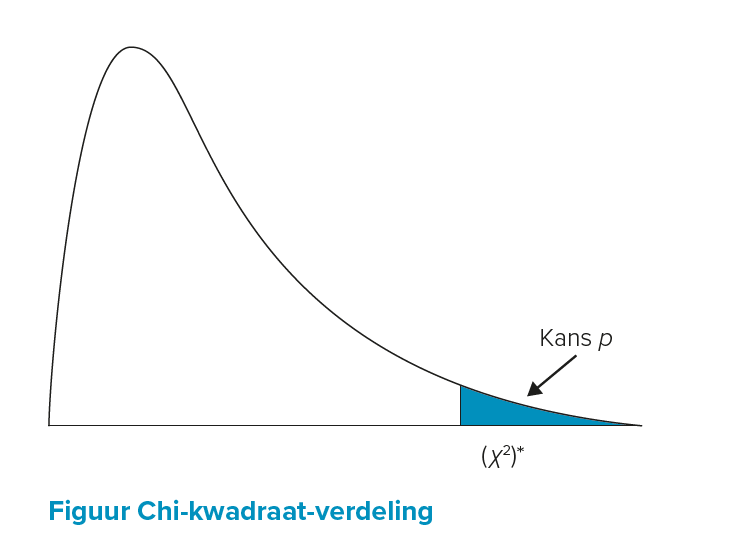 Kans p
(χ²)*
Figuur Chi-kwadraat-verdeling